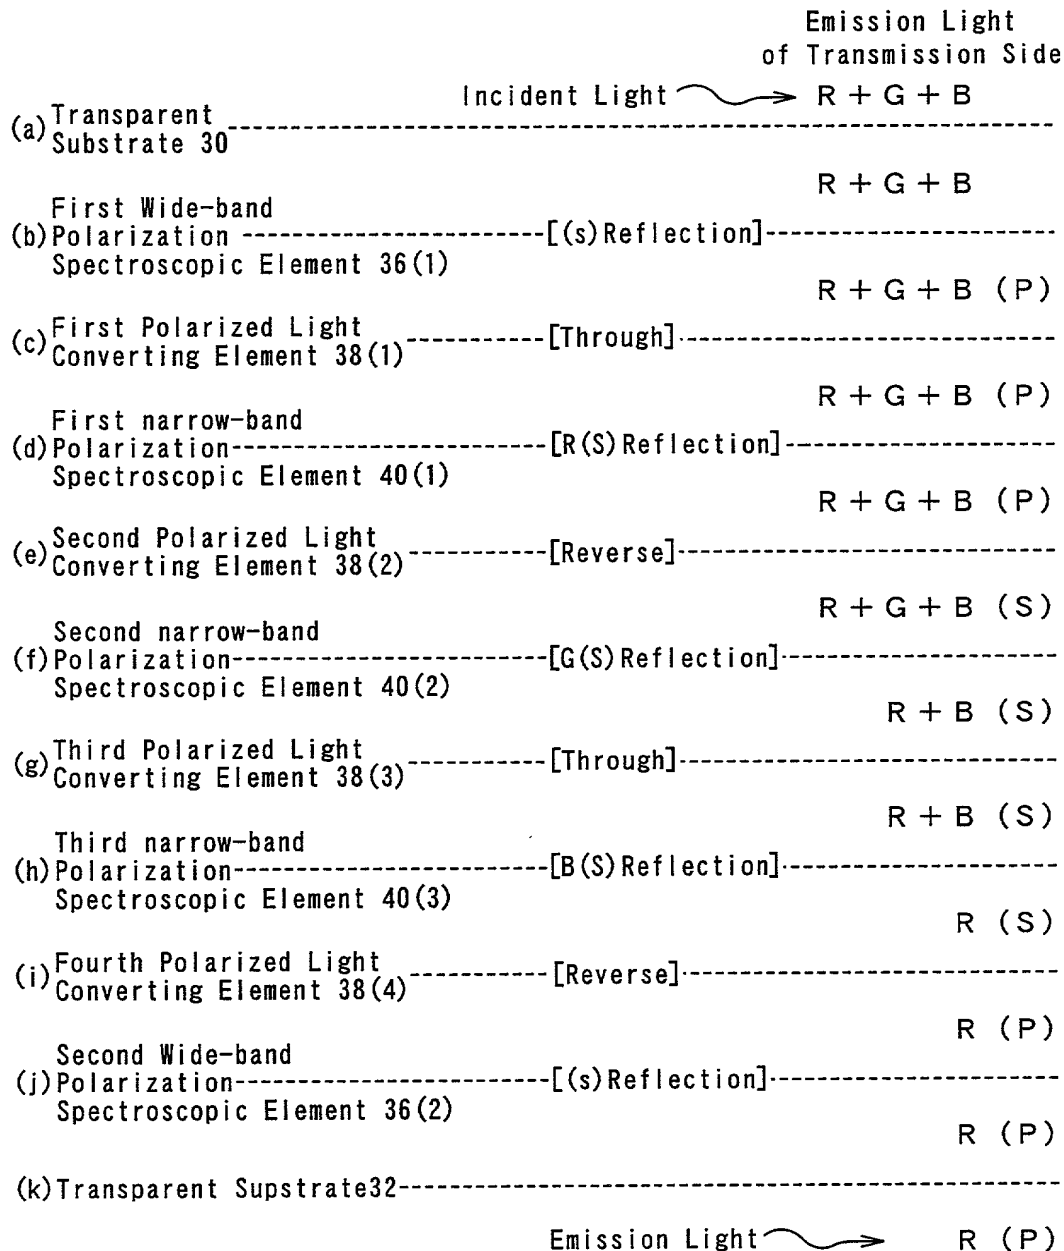 Emission Light
of Transmission Side
Incident Light R + G + B
(a) Transparent
Substrate 30
R + G + B
First Wide-band
(b) Polarization [(s) Reflection]
Spectroscopic Element 36(1)
R + G + B (P)
(c) First Polarized Light [Through]
Converting Element 38(1)
R + G + B (P)
First narrow-band
(d) Polarization [R(S) Reflection]
Spectroscopic Element 40(1)
R + G + B (P)
(e) Second Polarized Light [Reverse]
Converting Element 38(2)
R + G + B (S)
Second narrow-band
(f) Polarization [G(S) Reflection]
Spectroscopic Element 40(2)
R + B (S)
(g) Third Polarized Light [Through]
Converting Element 38(3)
R + B (S)
Third narrow-band
(h) Polarization [B(S) Reflection]
Spectroscopic Element 40(3)
R (S)
(i) Fourth Polarized Light [Reverse]
Converting Element 38(4)
R (P)
Second Wide-band
(j) Polarization [(s) Reflection]
Spectroscopic Element 36(2)
R (P)
(k) Transparent Supstrate32
Emission Light R (P)